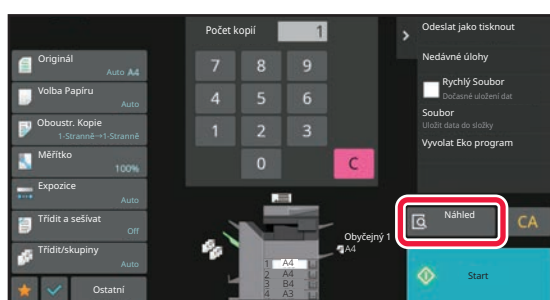 Počet kopií
1
Originál
Auto A4
Volba Papíru
Auto
Oboustr. Kopie
1-Stranné→1-Stranné
Měřítko
100%
Expozice
Auto
Třídit a sešívat
Off
Třídit/skupiny
Auto
Ostatní
7 8 9
4 5 6
1 2 3
0 C
Obyčejný 1
A4
1 A4
2 A4
3 B4
4 A3
Odeslat jako tisknout
Nedávné úlohy
Rychlý Soubor
Dočasné uložení dat
Soubor
Uložit data do složky
Vyvolat Eko program
Náhled
CA
Start